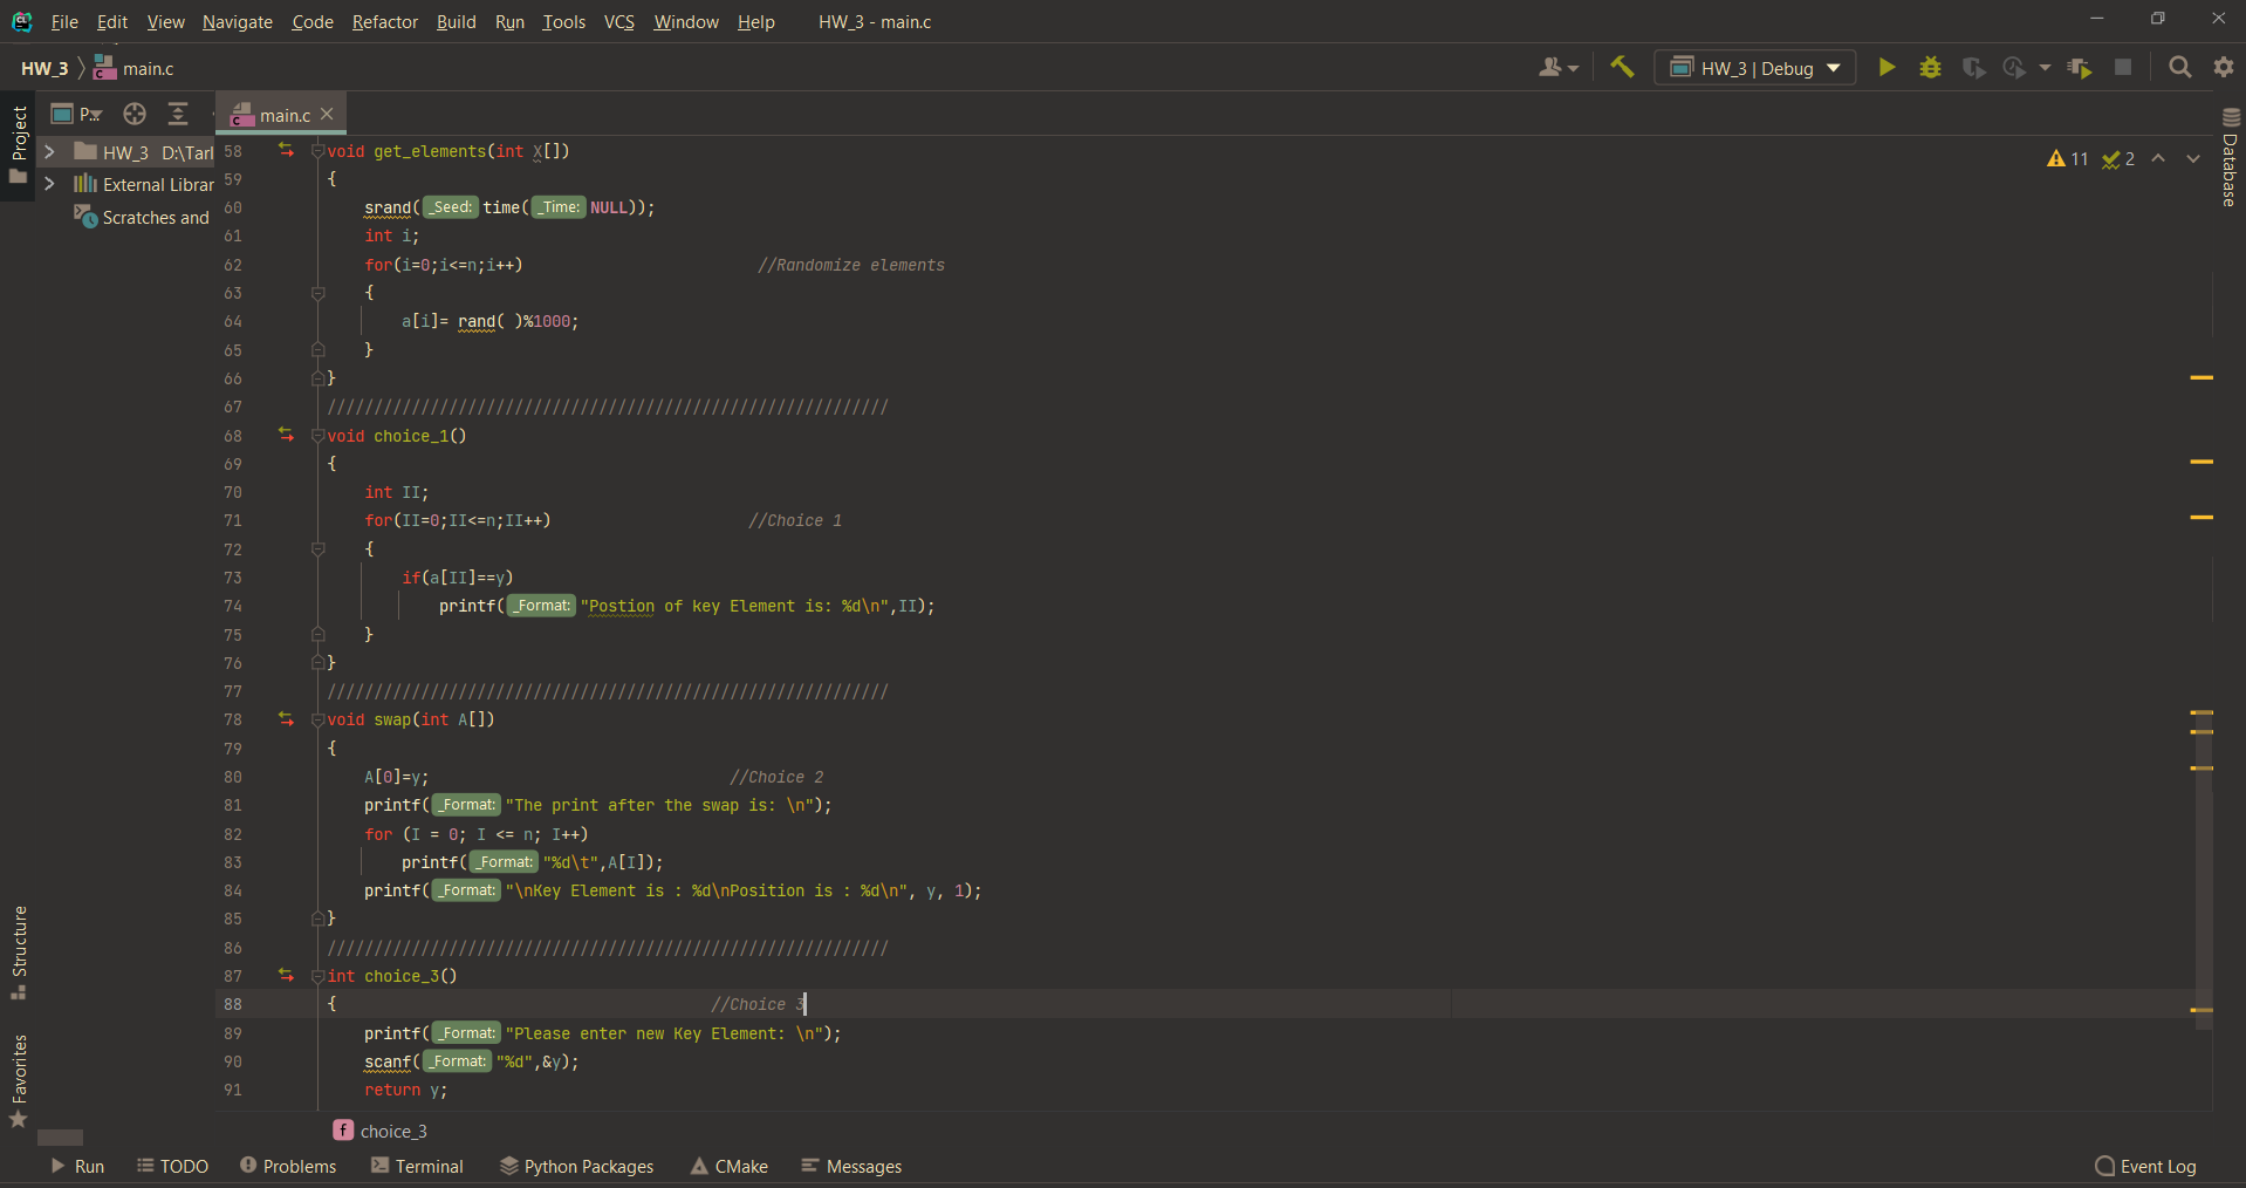 File Edit View Navigate Code Refactor Build Run Tools VCS Window Help HW_3 - main.c
HW_3 main.c HW_3 | Debug
Project P... main.c
HW_3 D:\Tarl
External Librar
Scratches and
11 2
Database
58 void get_elements(int X[])
59 {
60 srand( _Seed: time( _Time: NULL));
61 int i;
62 for(i=0;i<=n;i++) //Randomize elements
63 {
64 a[i]= rand( )%1000;
65 }
66 }
67 ////////////////////////////////////////////////////////////
68 void choice_1()
69 {
70 int II;
71 for(II=0;II<=n;II++) //Choice 1
72 {
73 if(a[II]==y)
74 printf( _Format: "Postion of key Element is: %d\n",II);
75 }
76 }
77 ////////////////////////////////////////////////////////////
78 void swap(int A[])
79 {
80 A[0]=y; //Choice 2
81 printf( _Format: "The print after the swap is: \n");
82 for (I = 0; I <= n; I++)
83 printf( _Format: "%d\t",A[I]);
84 printf( _Format: "\nKey Element is : %d\nPosition is : %d\n", y, 1);
85 }
86 ////////////////////////////////////////////////////////////
87 int choice_3()
88 { //Choice 3
89 printf( _Format: "Please enter new Key Element: \n");
90 scanf( _Format: "%d",&y);
91 return y;
Structure
Favorites
f choice_3
Run TODO Problems Terminal Python Packages CMake Messages Event Log